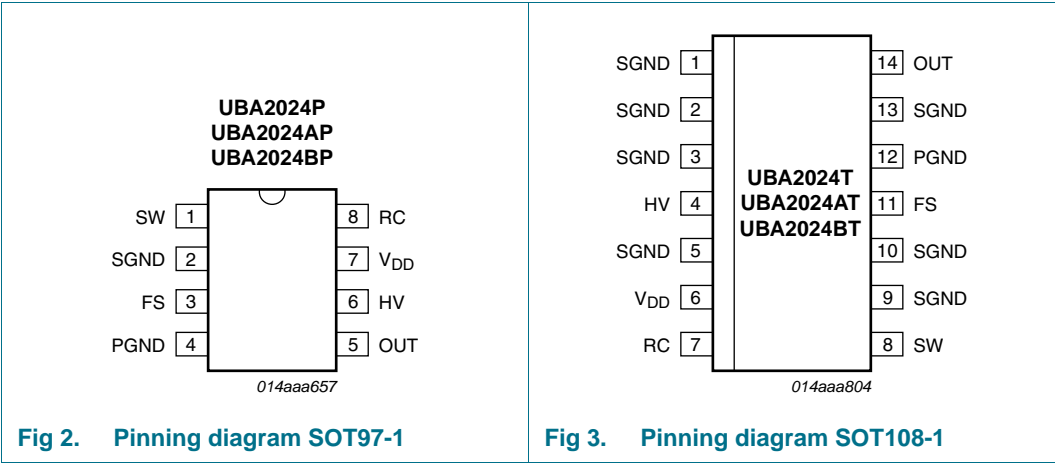 UBA2024P
UBA2024AP
UBA2024BP
SW 1 8 RC
SGND 2 7 VDD
FS 3 6 HV
PGND 4 5 OUT
014aaa657
Fig 2. Pinning diagram SOT97-1
SGND 1 14 OUT
SGND 2 13 SGND
SGND 3 12 PGND
UBA2024T
HV 4 UBA2024AT 11 FS
UBA2024BT
SGND 5 10 SGND
VDD 6 9 SGND
RC 7 8 SW
014aaa804
Fig 3. Pinning diagram SOT108-1